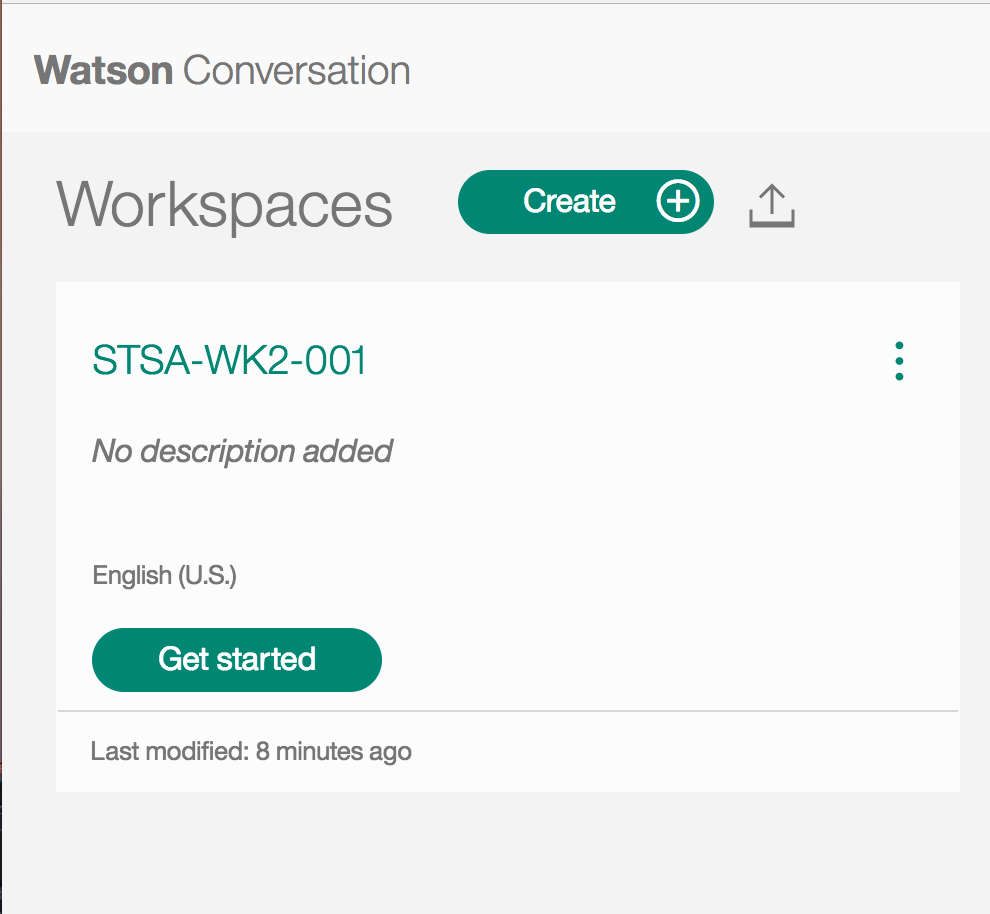 Watson Conversation
Workspaces
Create
STSA-WK2-001
No description added
English (U.S.)
Get started
Last modified: 8 minutes ago